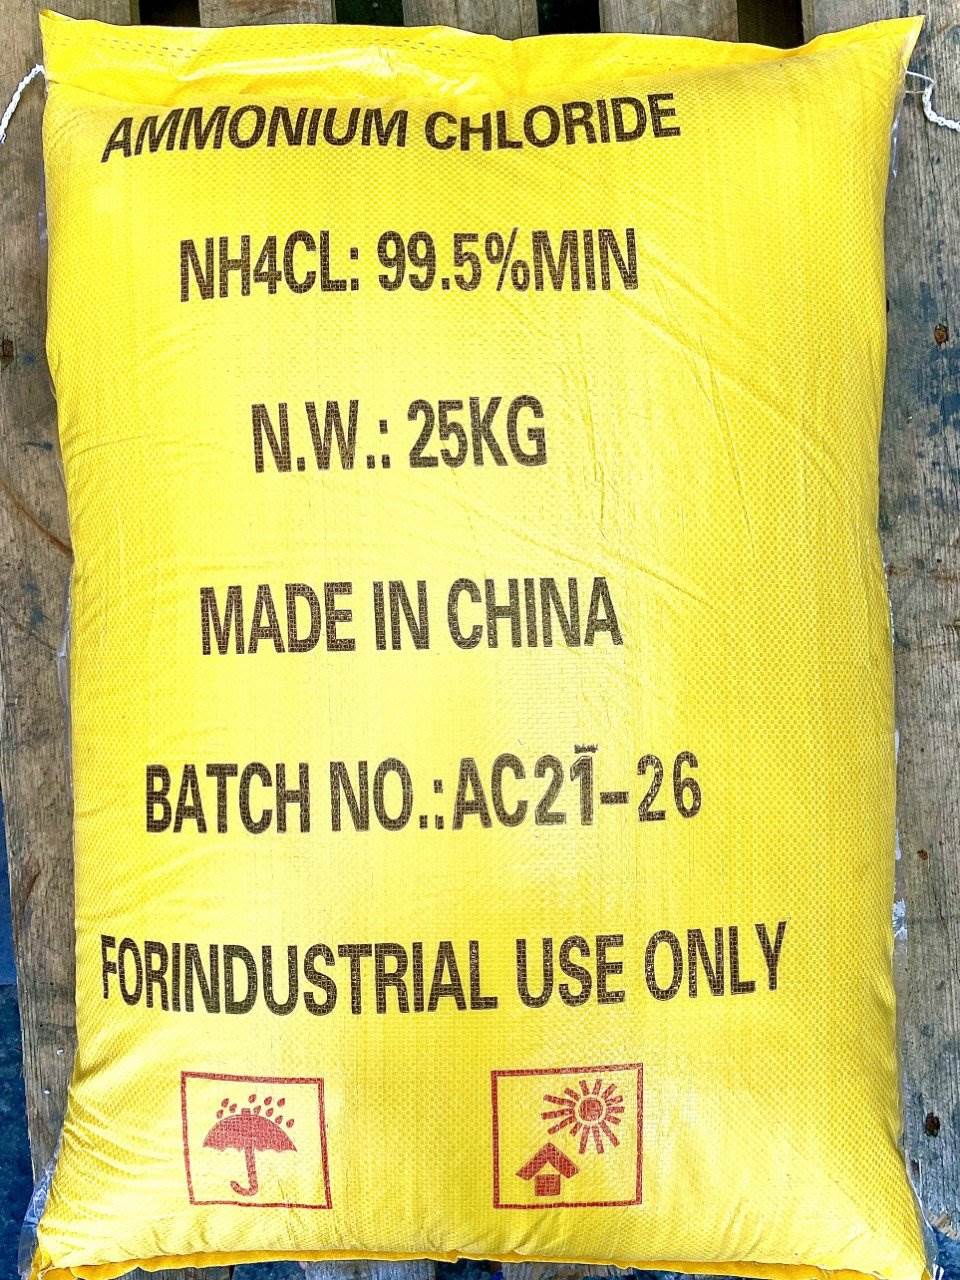 AMMONIUM CHLORIDE
NH4CL: 99.5%MIN
N.W.: 25KG
MADE IN CHINA
BATCH NO.:AC21-26
FORINDUSTRIAL USE ONLY